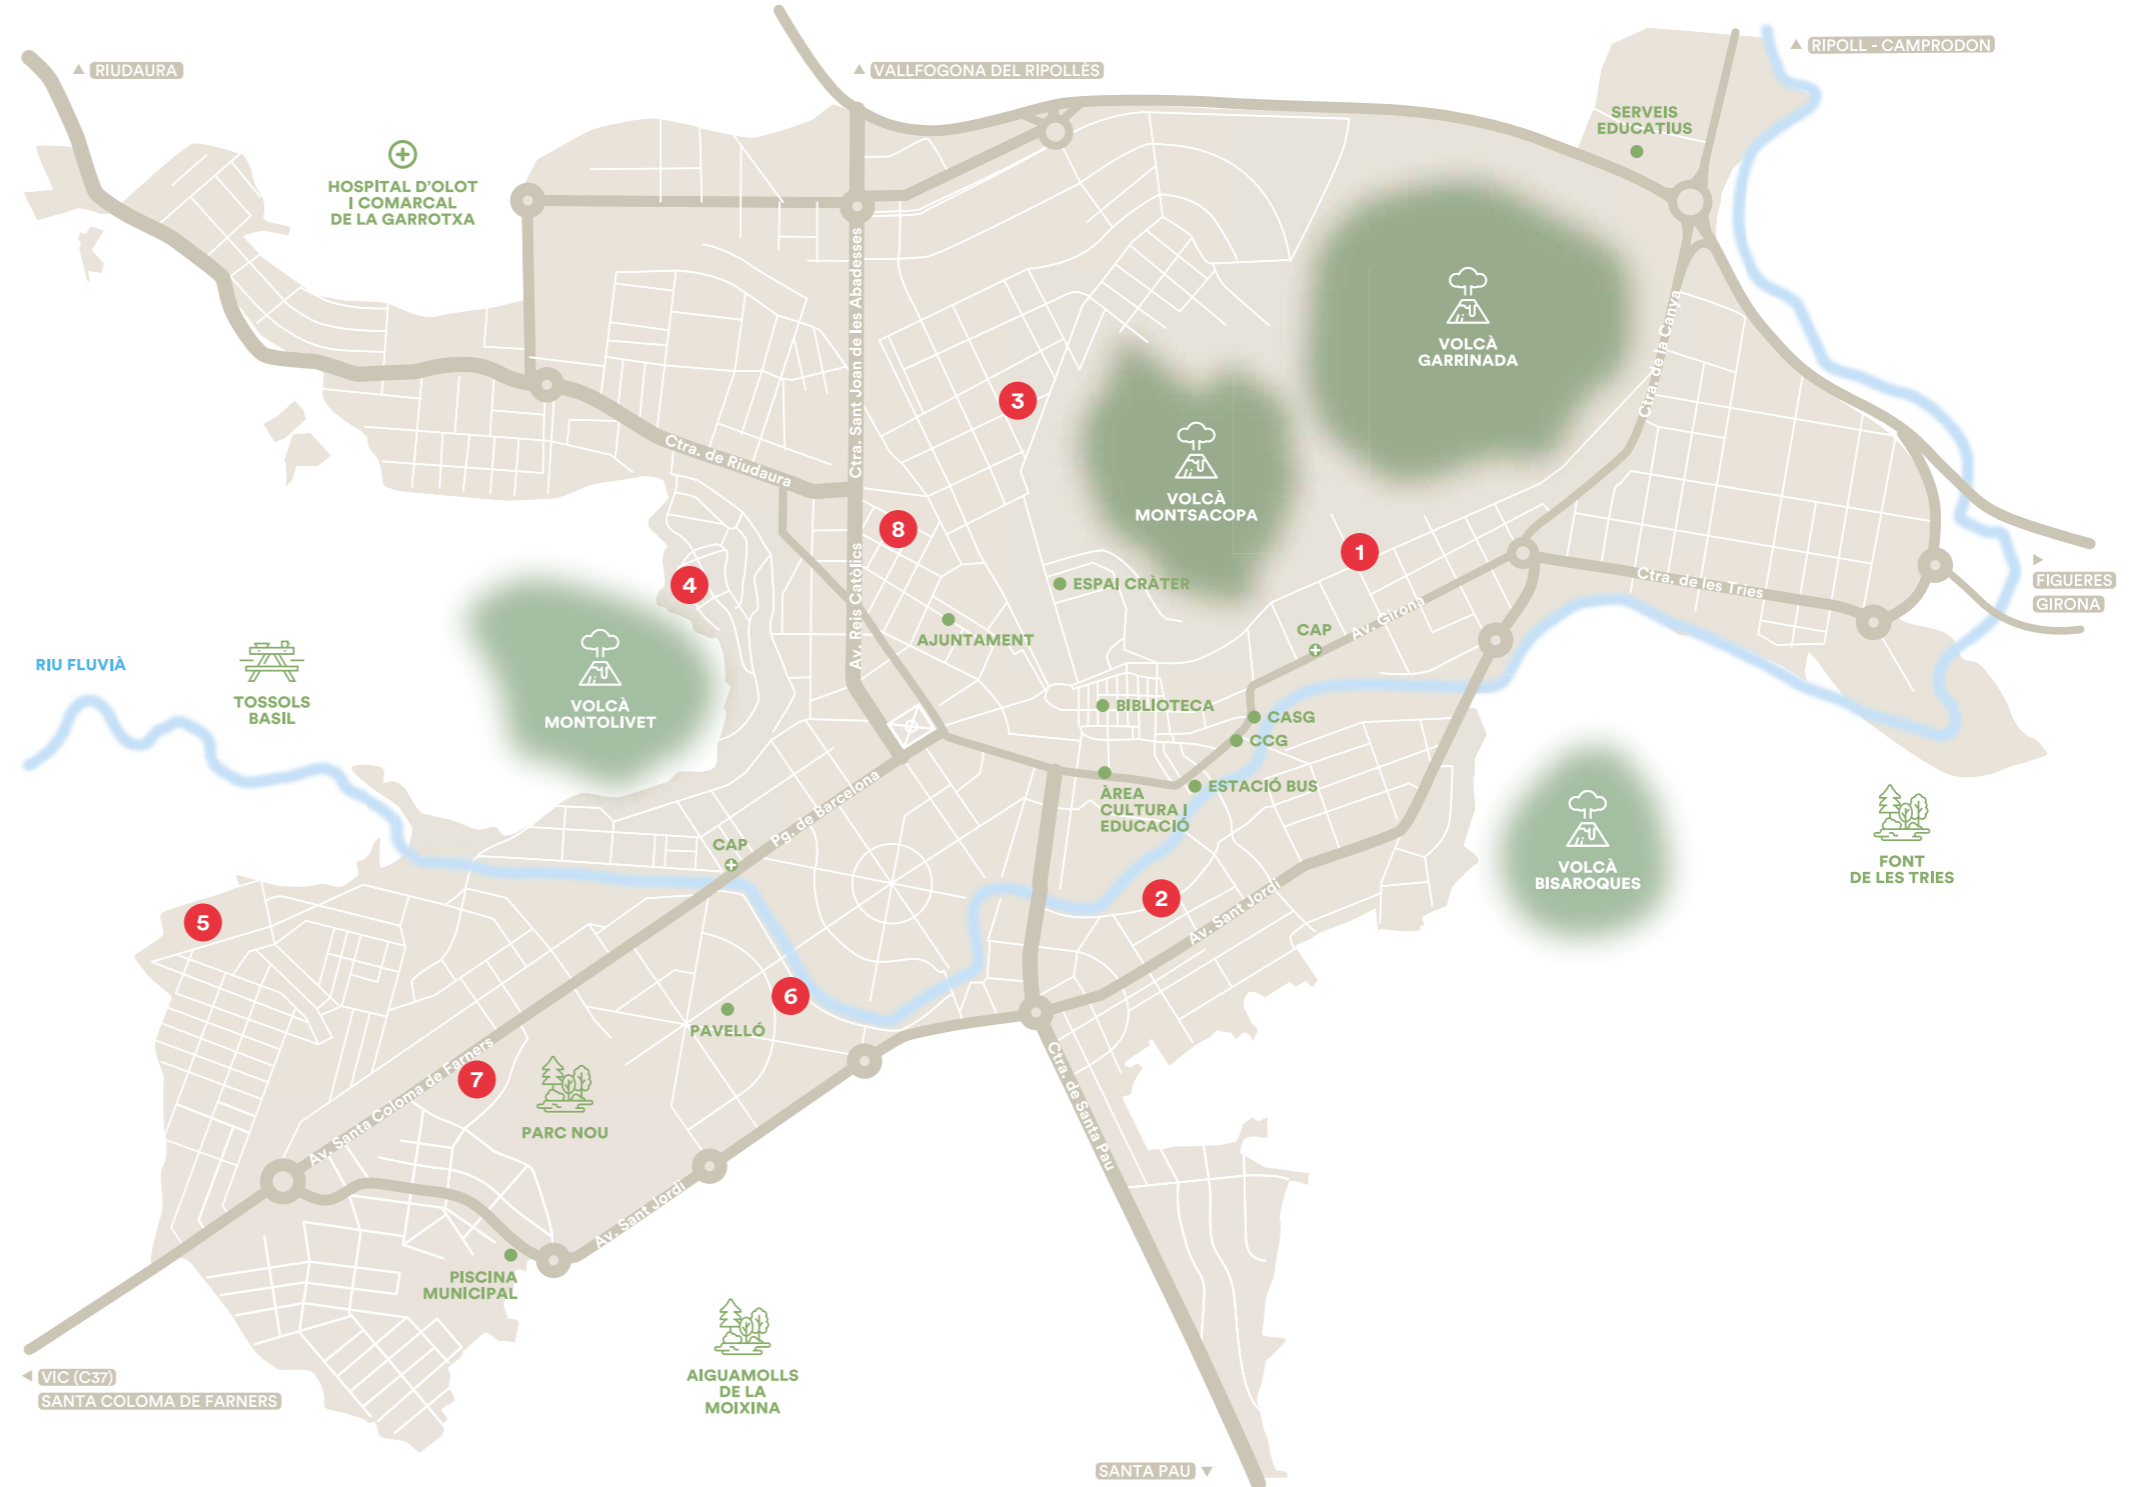 RIUDAURA
VALLFOGONA DEL RIPOLLÈS
RIPOLL - CAMPRODON
SERVEIS
EDUCATIUS
HOSPITAL D'OLOT
I COMARCAL
DE LA GARROTXA
Ctra. Sant Joan de les Abadesses
VOLCÀ
GARRINADA
Ctra. de la Canya
3
Ctra. de Riudaura
VOLCÀ
MONTSACOPA
8
1
4
Av. Reis Catòlics
ESPAI CRÀTER
Ctra. de les Tries
FIGUERES
GIRONA
AJUNTAMENT
CAP
Av. Girona
RIU FLUVIÀ
TOSSOLS
BASIL
VOLCÀ
MONTOLIVET
BIBLIOTECA
CASG
CCG
ESTACIÓ BUS
ÀREA
CULTURA I
EDUCACIÓ
Pg. de Barcelona
CAP
VOLCÀ
BISAROQUES
FONT
DE LES TRIES
2
Av. Sant Jordi
5
6
PAVELLÓ
7
Av. Santa Coloma de Farners
PARC NOU
Ctra. de Santa Pau
Av. Sant Jordi
PISCINA
MUNICIPAL
AIGUAMOLLS
DE LA
MOIXINA
VIC (C37)
SANTA COLOMA DE FARNERS
SANTA PAU